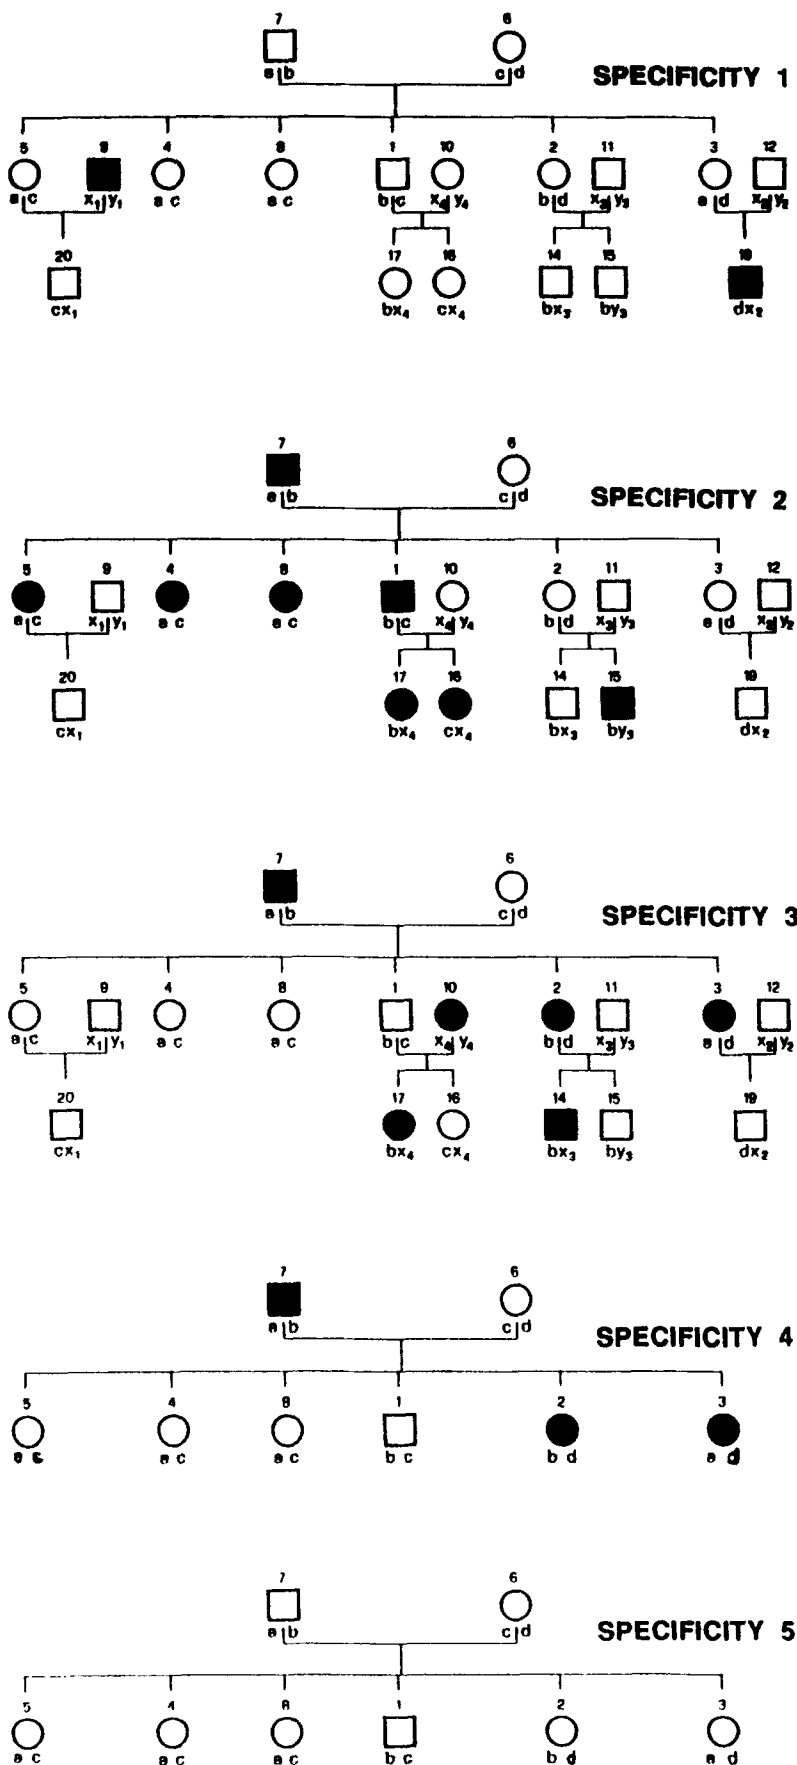 7 6
a b c d SPECIFICITY 1
5 9 4 8 1 10 2 11 3 12
a c x₁ y₁ a c a c b c x₄ y₄ b d x₃ y₃ a d x₂ y₂
20 17 16 14 15 19
cx₁ bx₄ cx₄ bx₃ by₃ dx₂
7 6
a b c d SPECIFICITY 2
5 9 4 8 1 10 2 11 3 12
a c x₁ y₁ a c a c b c x₄ y₄ b d x₃ y₃ a d x₂ y₂
20 17 16 14 15 19
cx₁ bx₄ cx₄ bx₃ by₃ dx₂
7 6
a b c d SPECIFICITY 3
5 9 4 8 1 10 2 11 3 12
a c x₁ y₁ a c a c b c x₄ y₄ b d x₃ y₃ a d x₂ y₂
20 17 16 14 15 19
cx₁ bx₄ cx₄ bx₃ by₃ dx₂
7 6
a b c d SPECIFICITY 4
5 4 8 1 2 3
a c a c a c b c b d a d
7 6
a b c d SPECIFICITY 5
5 4 8 1 2 3
a c a c a c b c b d a d